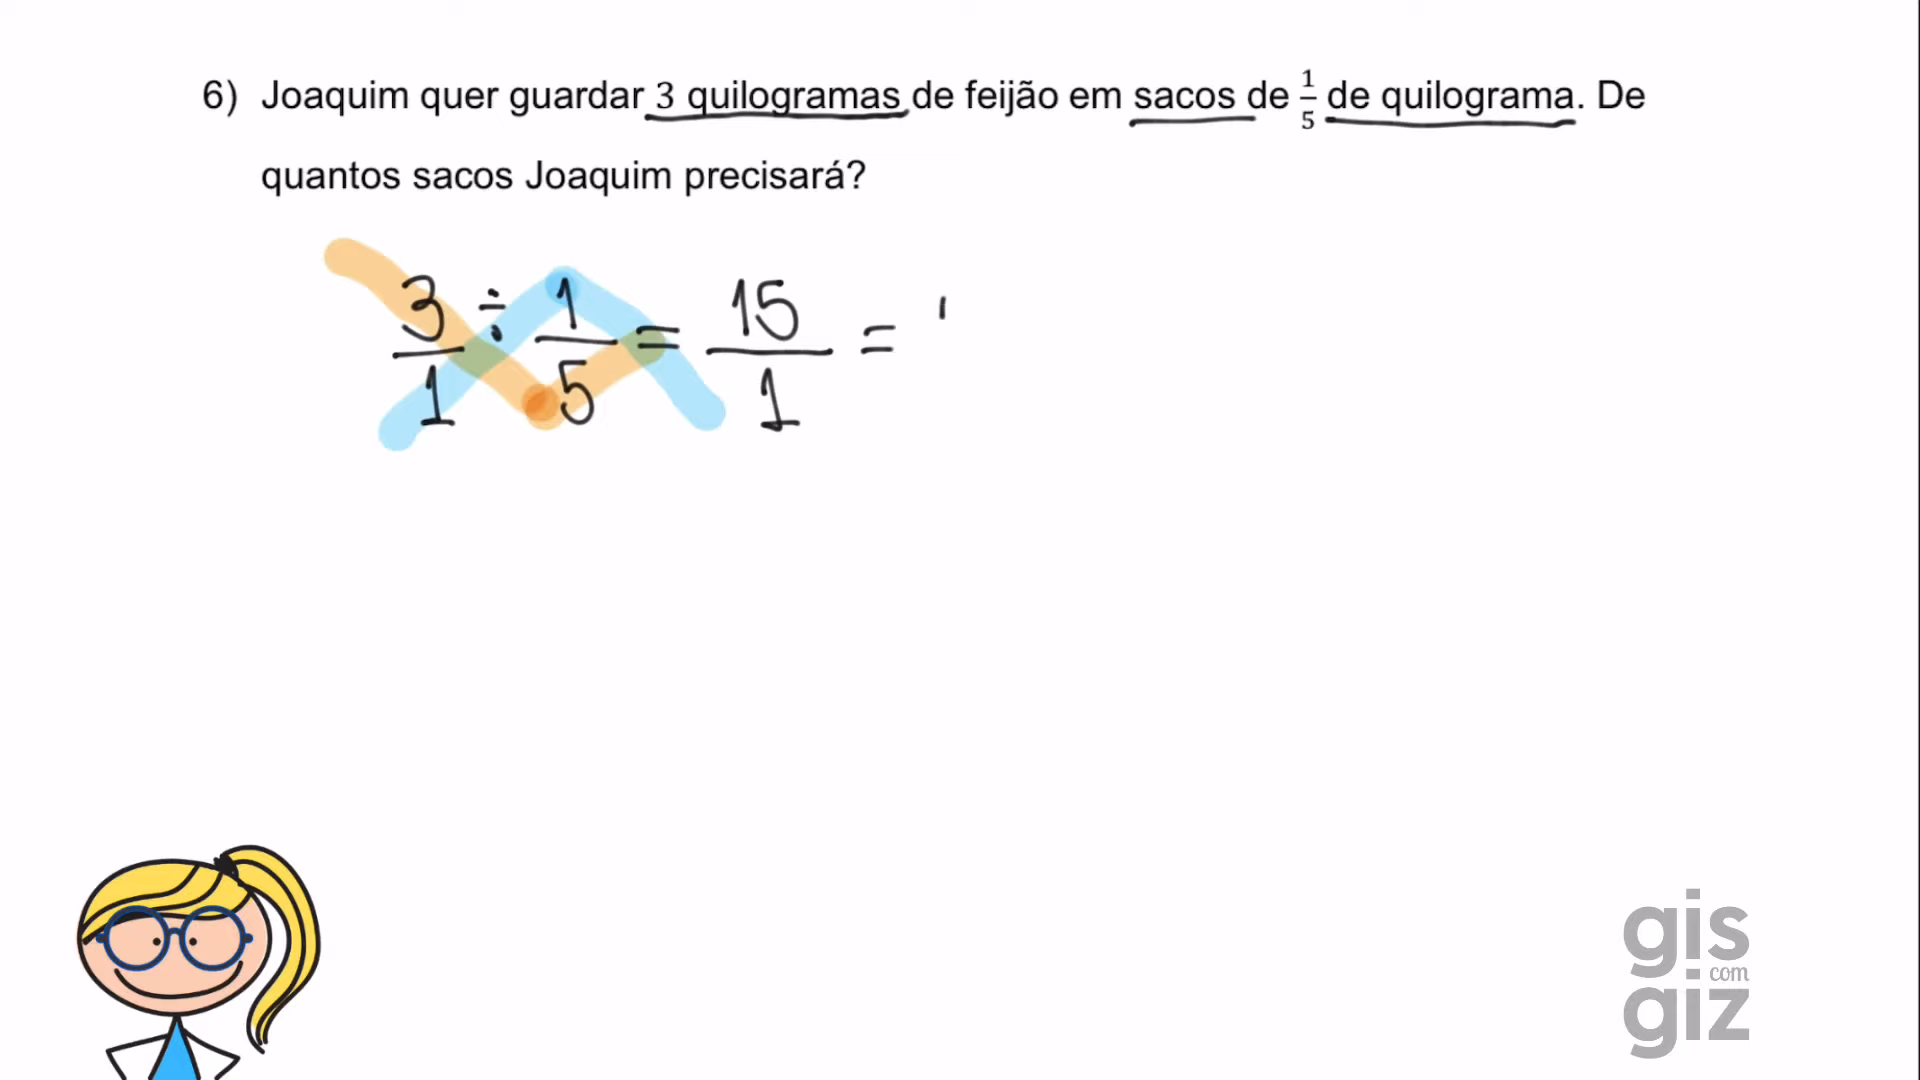 6) Joaquim quer guardar 3 quilogramas de feijão em sacos de 1/5 de quilograma. De
quantos sacos Joaquim precisará?
3/1 ÷ 1/5 = 15/1 =
gis
com
giz